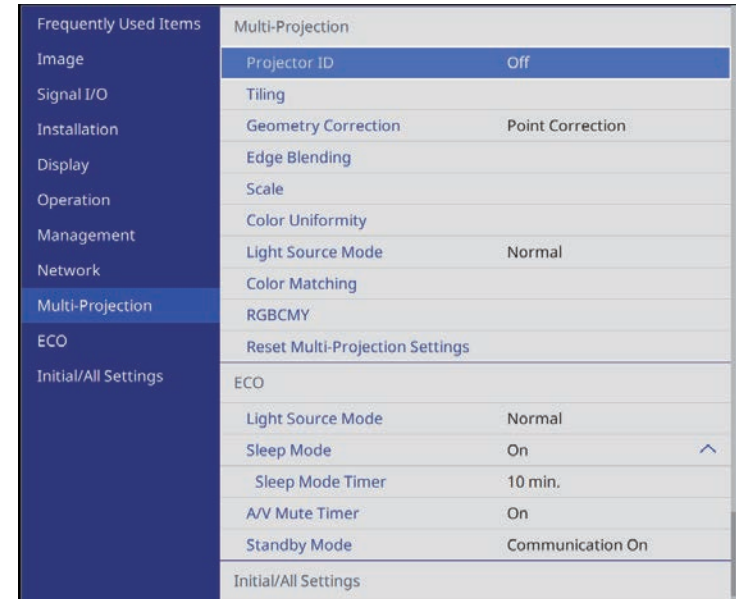 Frequently Used Items
Image
Signal I/O
Installation
Display
Operation
Management
Network
Multi-Projection
ECO
Initial/All Settings
Multi-Projection
Projector ID Off
Tiling
Geometry Correction Point Correction
Edge Blending
Scale
Color Uniformity
Light Source Mode Normal
Color Matching
RGBCMY
Reset Multi-Projection Settings
ECO
Light Source Mode Normal
Sleep Mode On
Sleep Mode Timer 10 min.
A/V Mute Timer On
Standby Mode Communication On
Initial/All Settings